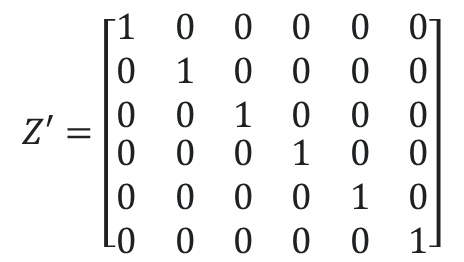 1 0 0 0 0 0
0 1 0 0 0 0
Z′ = 0 0 1 0 0 0
0 0 0 1 0 0
0 0 0 0 1 0
0 0 0 0 0 1